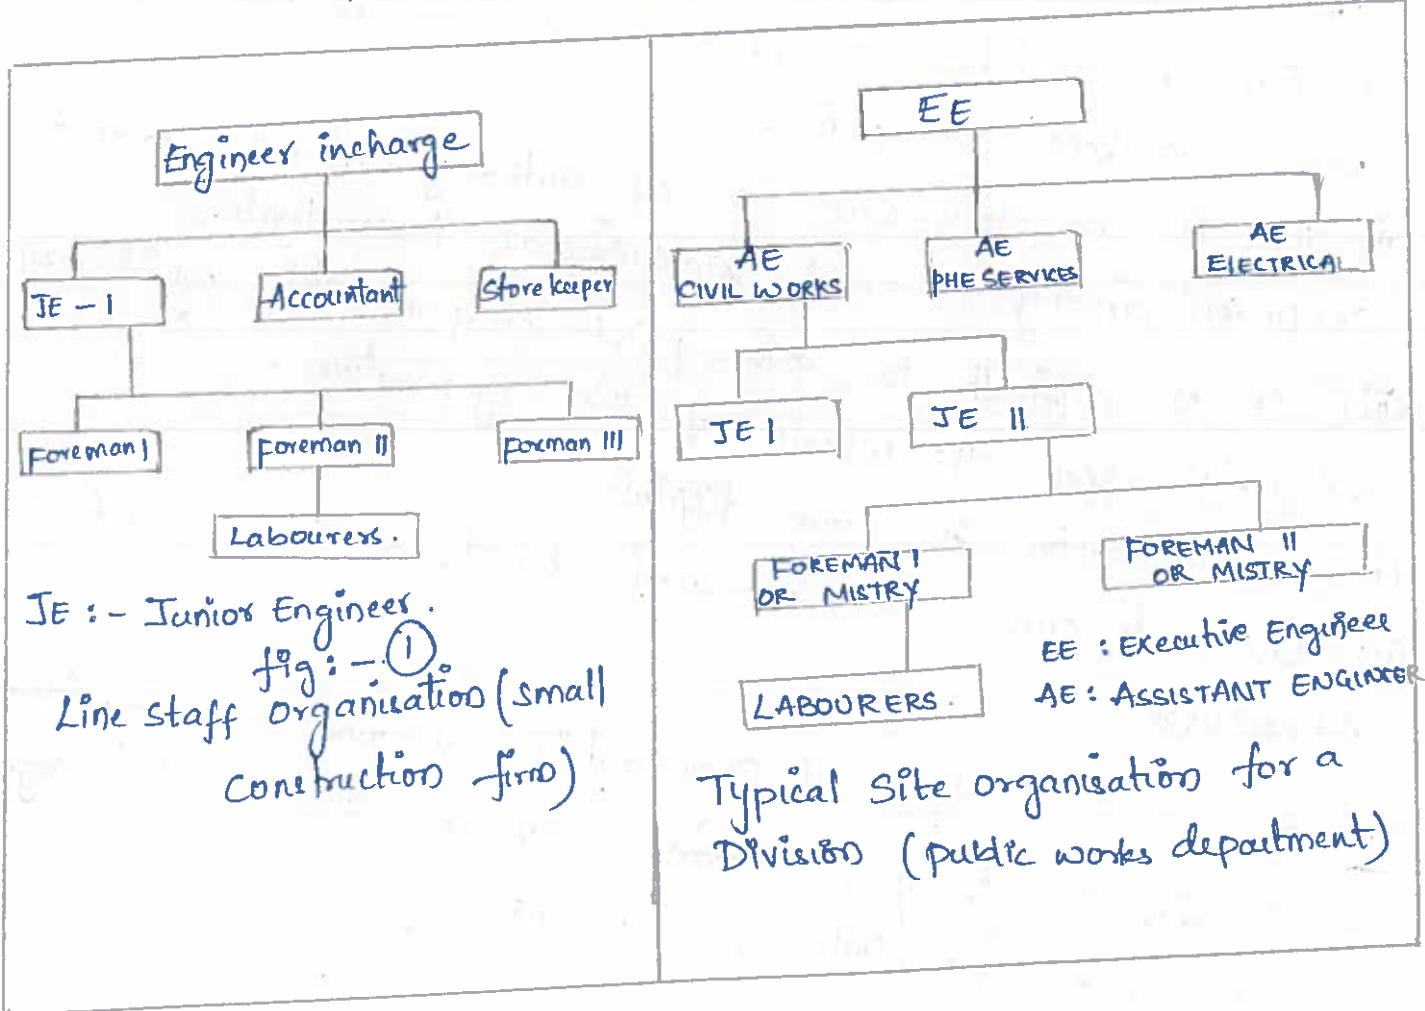 Engineer incharge
JE - I
Accountant
Store keeper
Foreman I
Foreman II
Forman III
Labourers.
JE :- Junior Engineer.
fig:- 1
Line staff organisation (small
construction firm)
EE
AE
CIVIL WORKS
AE
PHE SERVICES
AE
ELECTRICAL
JE I
JE II
FOREMAN I
OR MISTRY
FOREMAN II
OR MISTRY
LABOURERS.
EE : Executive Engineer
AE : ASSISTANT ENGINEER
Typical Site organisation for a
Division (public works department)